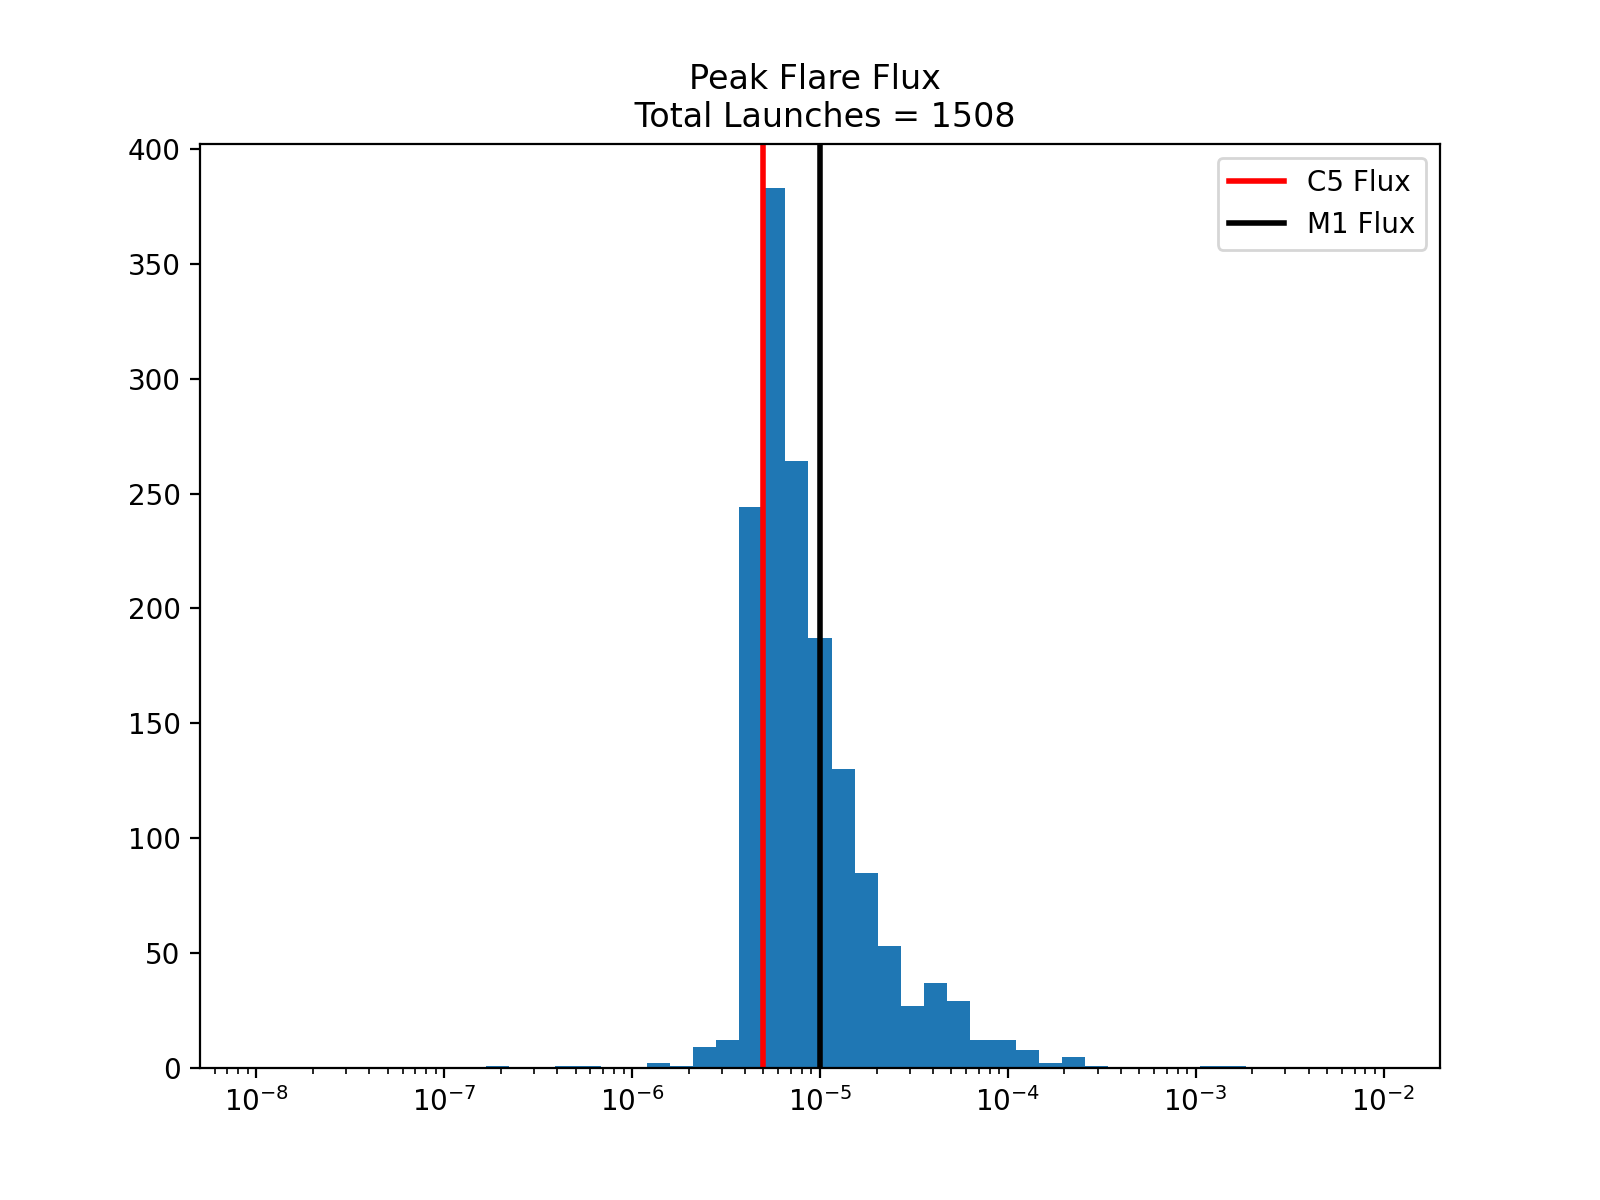 Peak Flare Flux
Total Launches = 1508
C5 Flux
M1 Flux
400
350
300
250
200
150
100
50
0
10⁻⁸ 10⁻⁷ 10⁻⁶ 10⁻⁵ 10⁻⁴ 10⁻³ 10⁻²